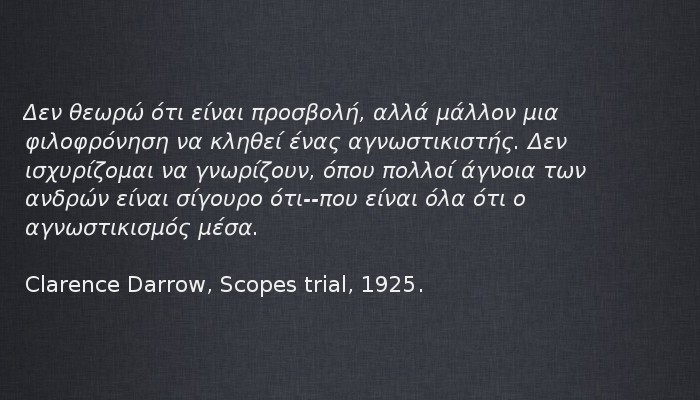 Δεν θεωρώ ότι είναι προσβολή, αλλά μάλλον μια
φιλοφρόνηση να κληθεί ένας αγνωστικιστής. Δεν
ισχυρίζομαι να γνωρίζουν, όπου πολλοί άγνοια των
ανδρών είναι σίγουρο ότι--που είναι όλα ότι ο
αγνωστικισμός μέσα.
Clarence Darrow, Scopes trial, 1925.